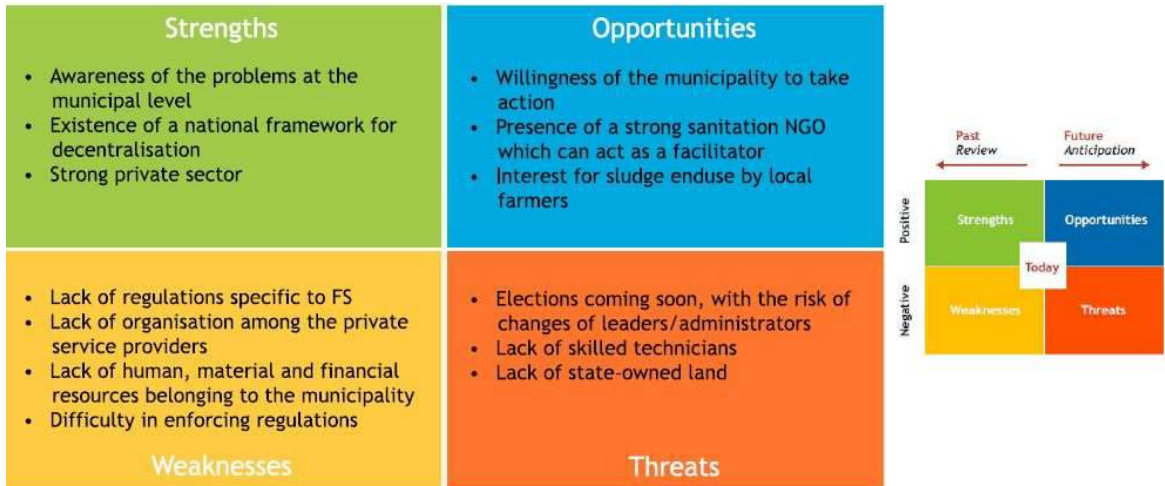 Strengths
• Awareness of the problems at the
municipal level
• Existence of a national framework for
decentralisation
• Strong private sector
Opportunities
• Willingness of the municipality to take
action
• Presence of a strong sanitation NGO
which can act as a facilitator
• Interest for sludge enduse by local
farmers
• Lack of regulations specific to FS
• Lack of organisation among the private
service providers
• Lack of human, material and financial
resources belonging to the municipality
• Difficulty in enforcing regulations
Weaknesses
• Elections coming soon, with the risk of
changes of leaders/administrators
• Lack of skilled technicians
• Lack of state-owned land
Threats
Past
Review
Future
Anticipation
Positive
Strengths
Opportunities
Today
Negative
Weaknesses
Threats